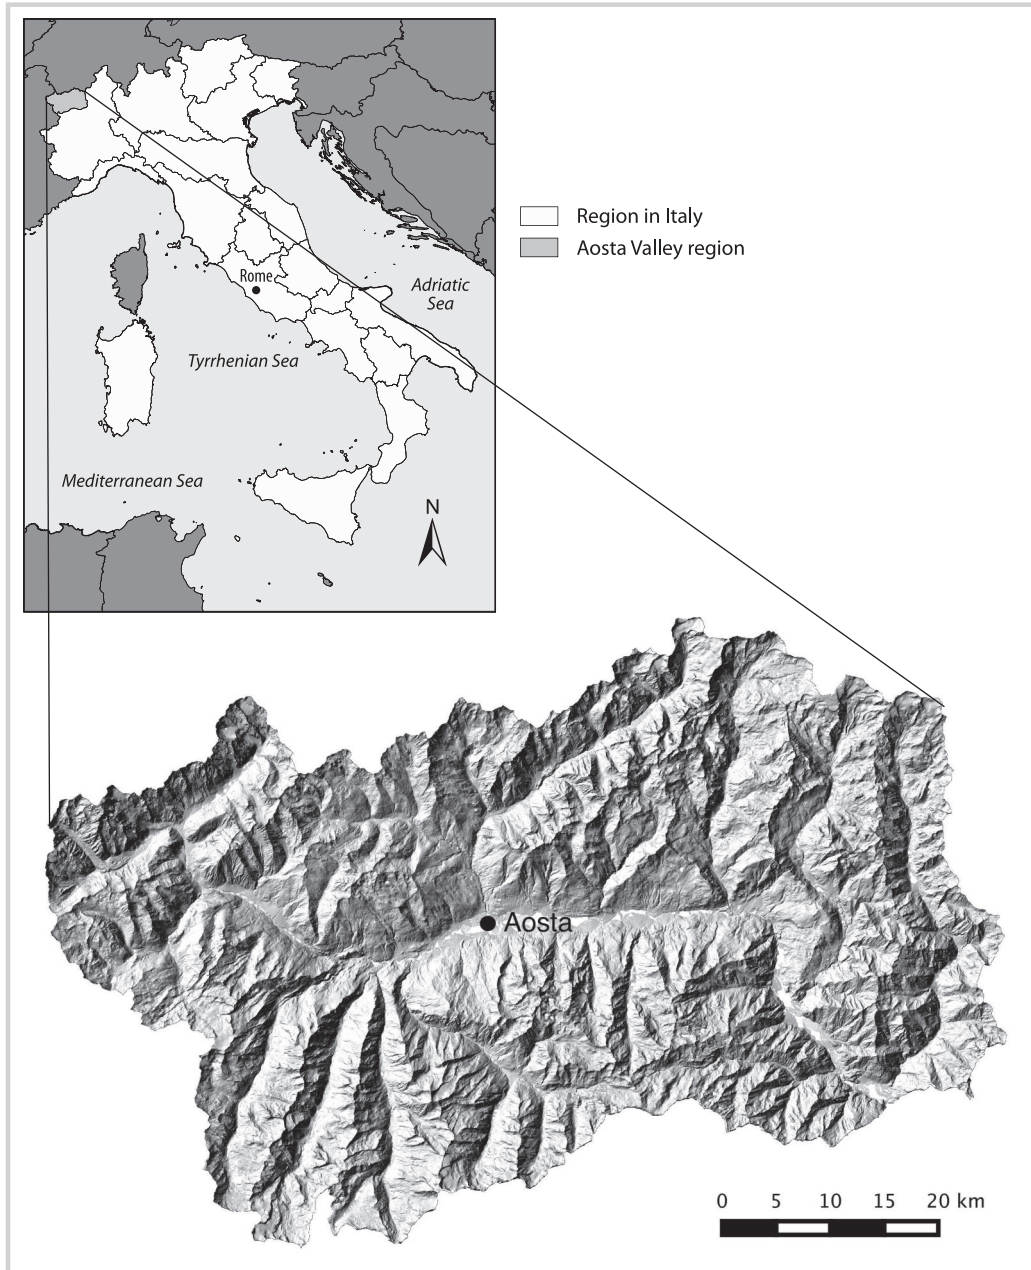 Region in Italy
Aosta Valley region
Rome
Adriatic
Sea
Tyrrhenian Sea
Mediterranean Sea
N
Aosta
0 5 10 15 20 km